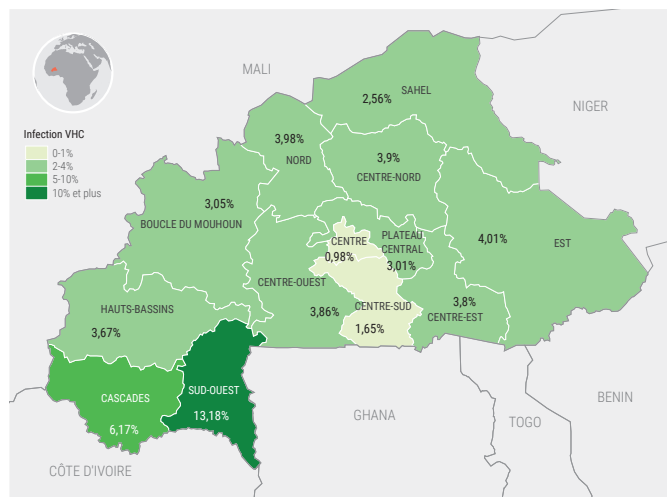 MALI
NIGER
SAHEL
2,56%
Infection VHC
0-1%
2-4%
5-10%
10% et plus
3,98%
NORD
3,9%
CENTRE-NORD
3,05%
BOUCLE DU MOUHOUN
CENTRE
0,98%
PLATEAU
CENTRAL
3,01%
4,01%
EST
CENTRE-OUEST
3,86%
CENTRE-SUD
1,65%
3,8%
CENTRE-EST
HAUTS-BASSINS
3,67%
CASCADES
6,17%
SUD-OUEST
13,18%
GHANA
TOGO
BENIN
CÔTE D'IVOIRE